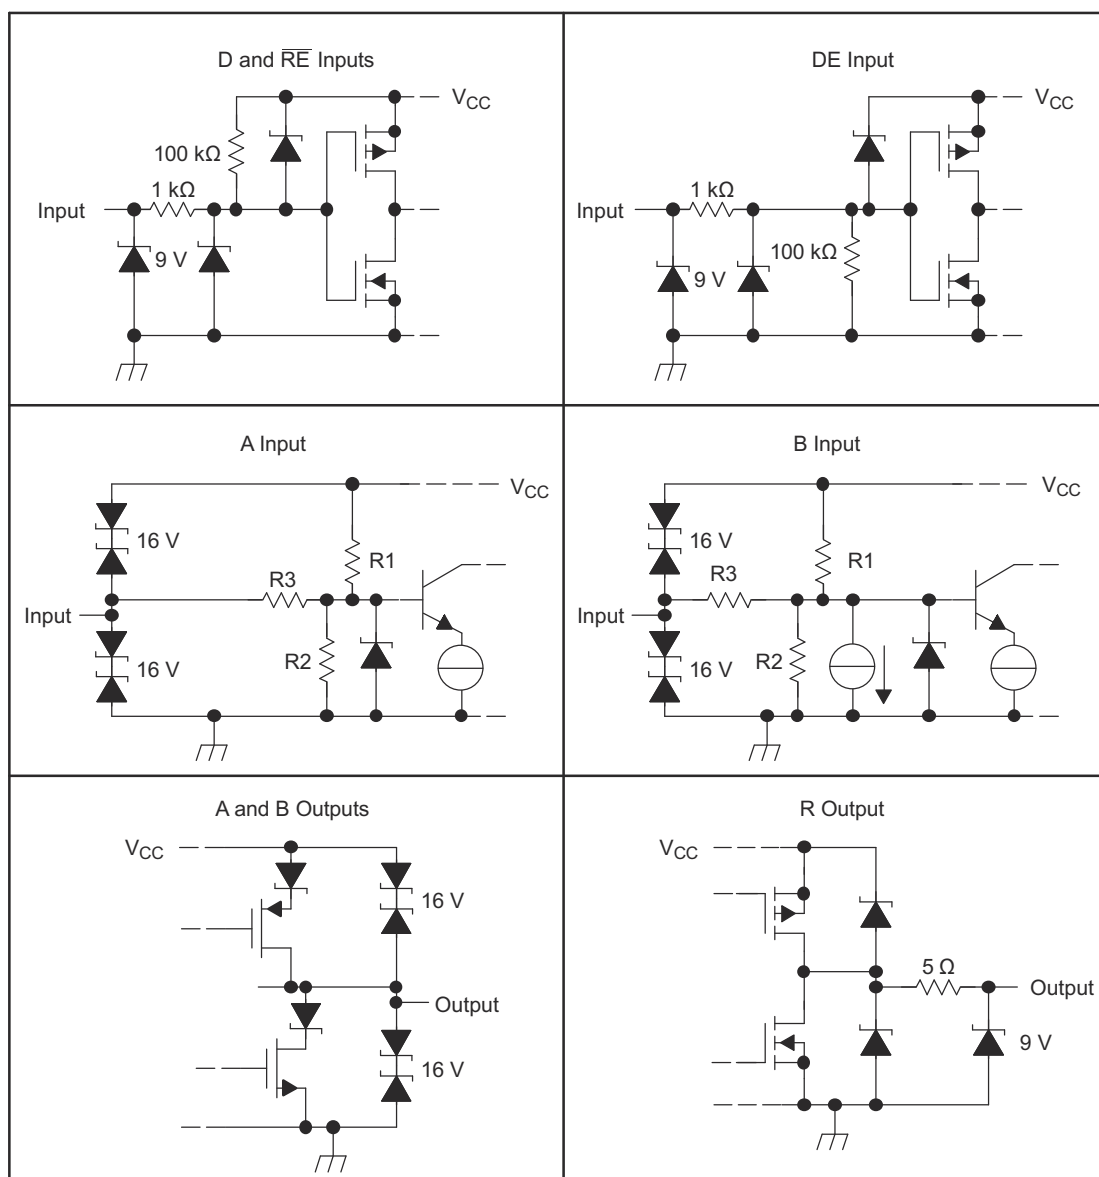 D and R̅E̅ Inputs
VCC
100 kΩ
1 kΩ
Input
9 V
DE Input
VCC
1 kΩ
Input
100 kΩ
9 V
A Input
VCC
16 V
R1
R3
Input
R2
16 V
B Input
VCC
16 V
R1
R3
Input
R2
16 V
A and B Outputs
VCC
16 V
Output
16 V
R Output
VCC
5 Ω
Output
9 V